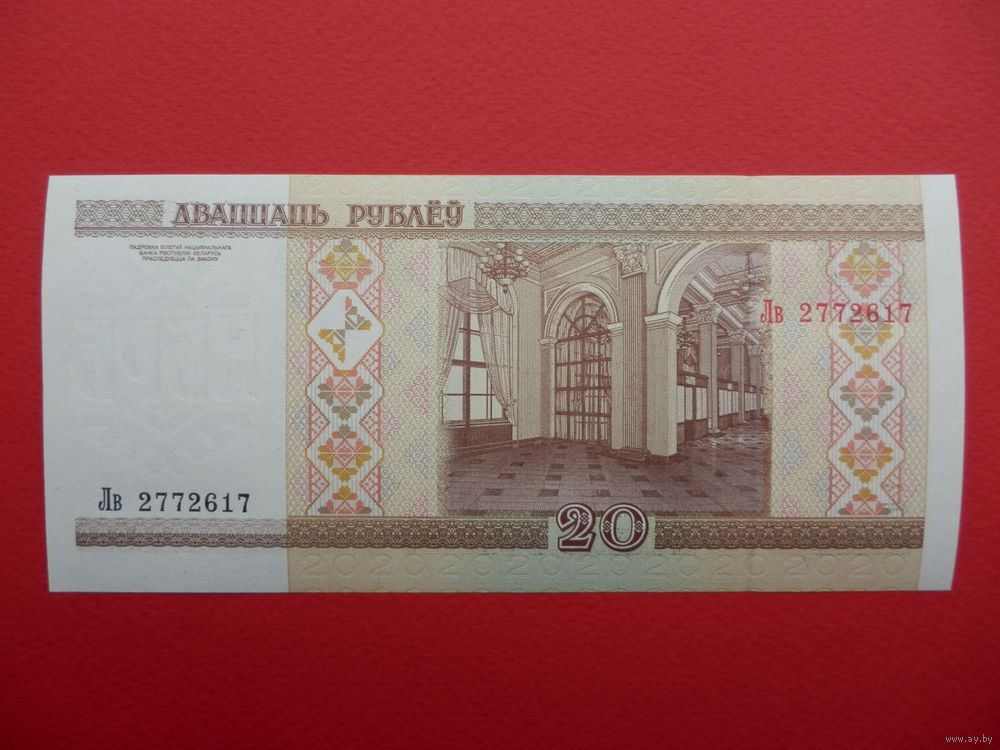 ДВАЦЦАЦЬ РУБЛЁЎ
ПАДРОБКА БІЛЕТАЎ НАЦЫЯНАЛЬНАГА
БАНКА РЭСПУБЛІКІ БЕЛАРУСЬ
ПРАСЛЕДУЕЦЦА ПА ЗАКОНУ
Лв 2772617
Лв 2772617
20
www.ay.by